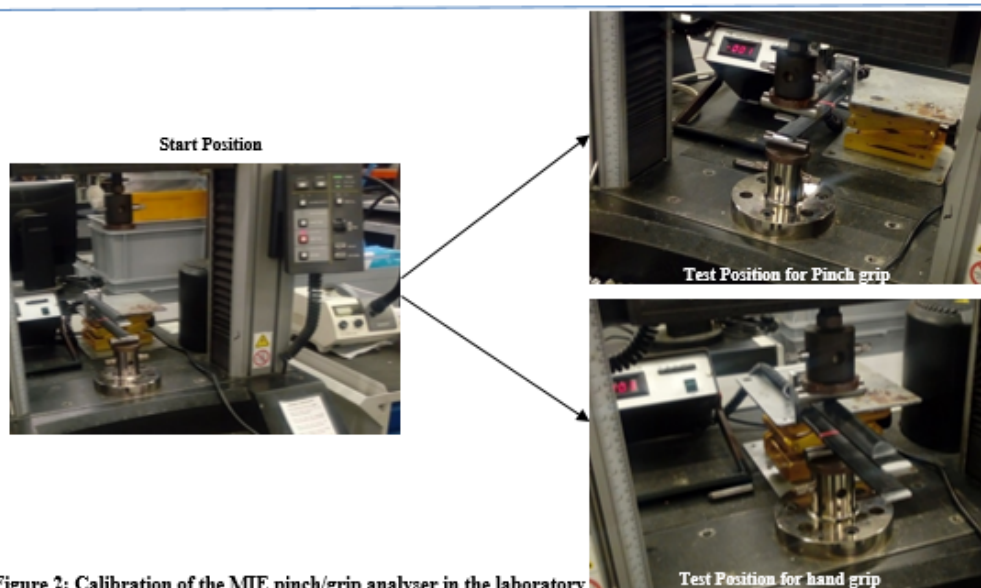 Start Position
Test Position for Pinch grip
Test Position for hand grip
Figure 2: Calibration of the MIE pinch/grip analyser in the laboratory